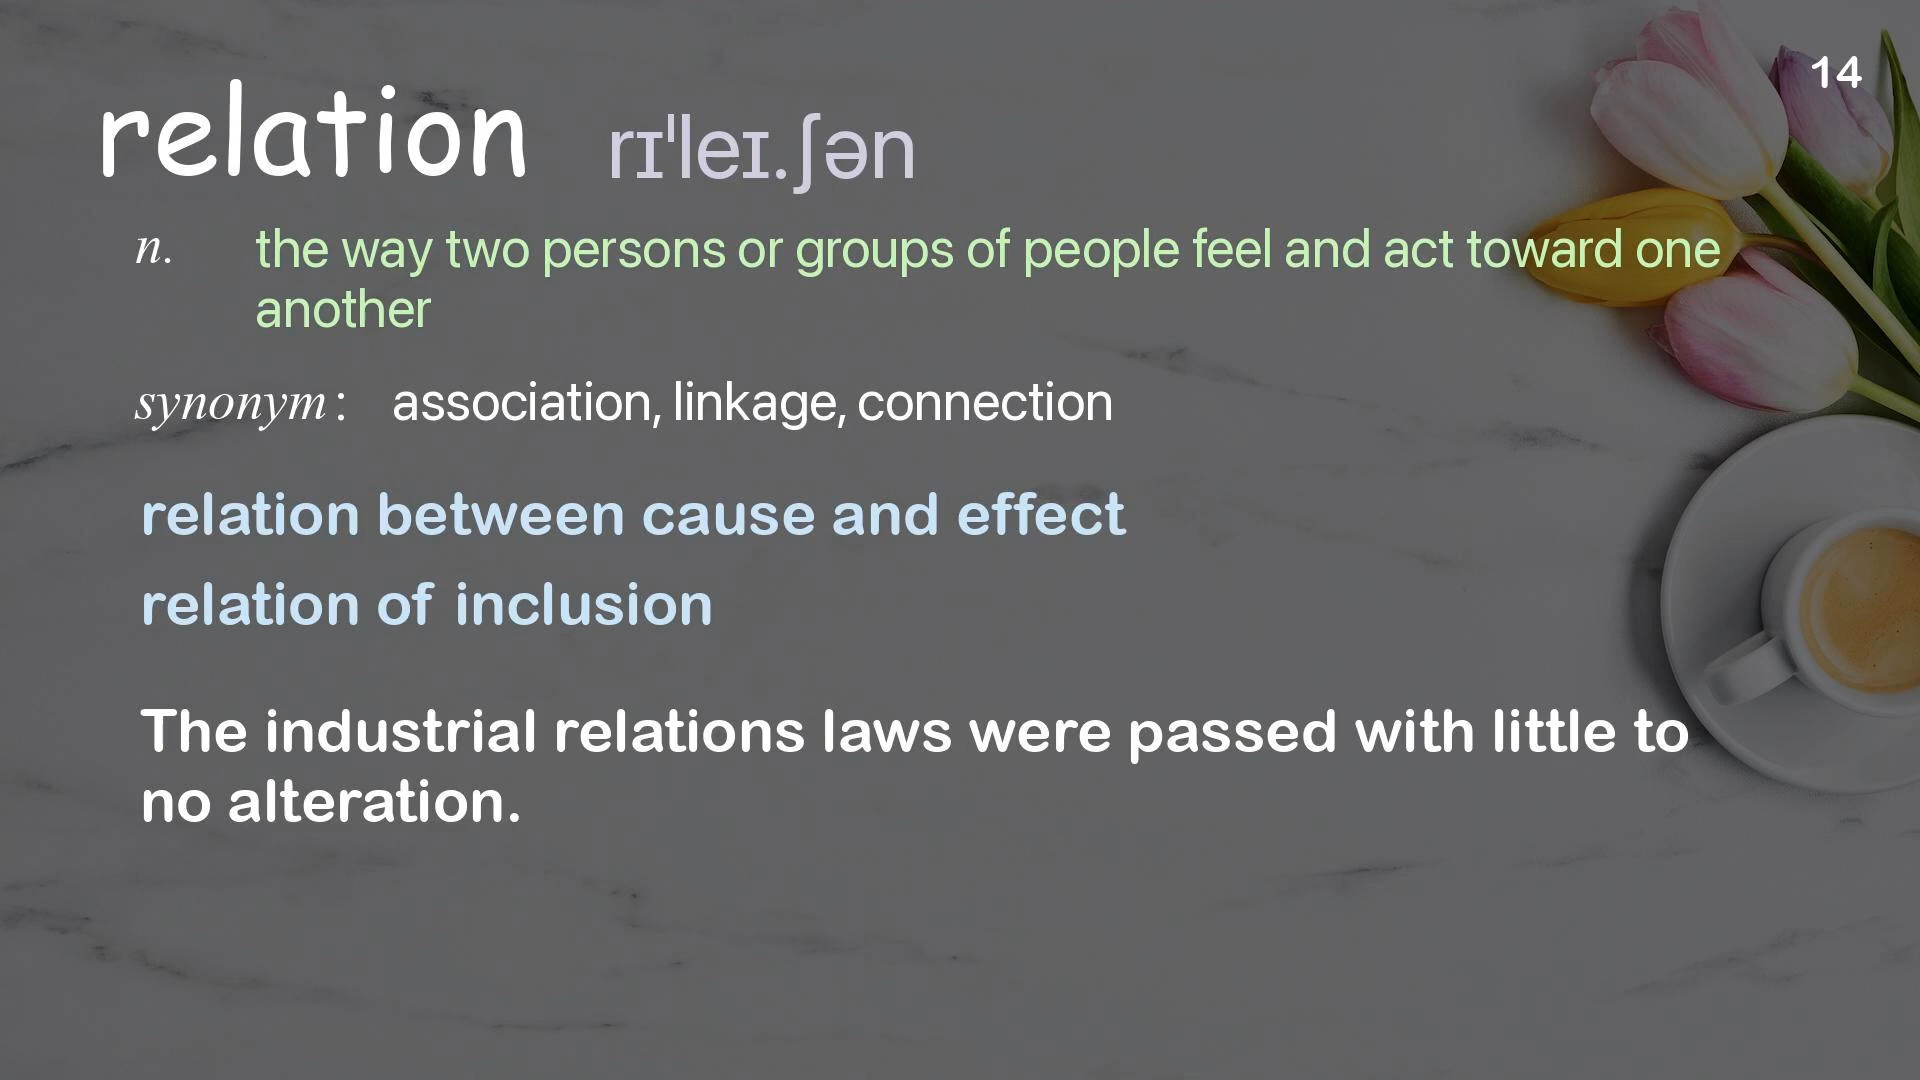 14
relation rɪˈleɪ.ʃən
n. the way two persons or groups of people feel and act toward one
another
synonym: association, linkage, connection
relation between cause and effect
relation of inclusion
The industrial relations laws were passed with little to
no alteration.